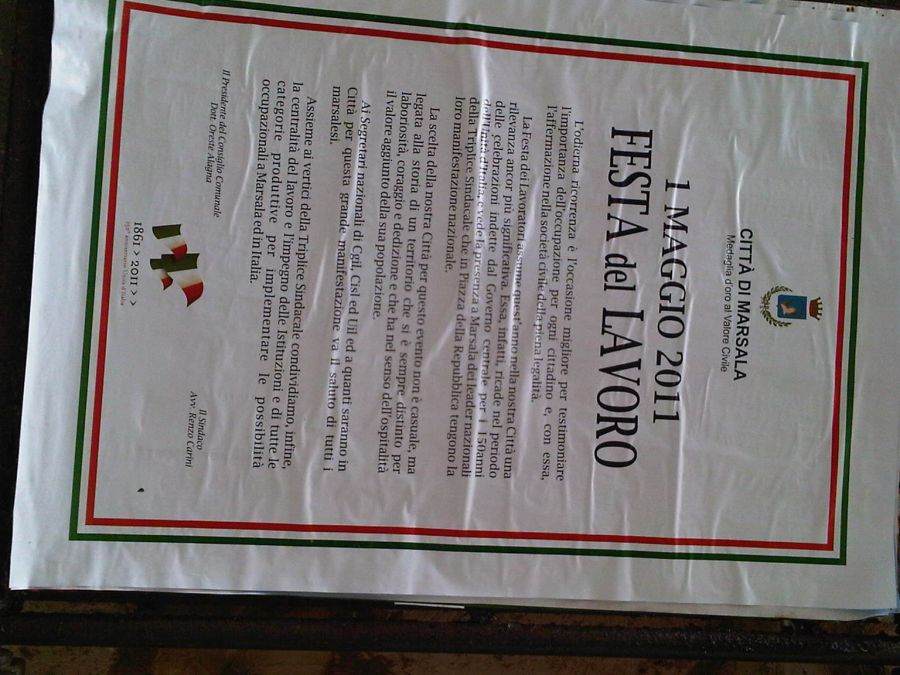 CITTÀ DI MARSALA
Medaglia d'oro al Valore Civile
1 MAGGIO 2011
FESTA del LAVORO
L'odierna ricorrenza è l'occasione migliore per testimoniare
l'importanza dell'occupazione per ogni cittadino e, con essa,
l'affermazione nella società civile della piena legalità.
La Festa dei Lavoratori assume quest'anno nella nostra Città una
rilevanza ancor più significativa. Essa, infatti, ricade nel periodo
delle celebrazioni indette dal Governo centrale per i 150anni
dell'Unità d'Italia, e vede la presenza a Marsala dei leader nazionali
della Triplice Sindacale che in Piazza della Repubblica tengono la
loro manifestazione nazionale.
La scelta della nostra Città per questo evento non è casuale, ma
legata alla storia di un territorio che si è sempre distinto per
laboriosità, coraggio e dedizione e che ha nel senso dell'ospitalità
il valore aggiunto della sua popolazione.
Ai Segretari nazionali di Cgil, Cisl ed Uil ed a quanti saranno in
Città per questa grande manifestazione va il saluto di tutti i
marsalesi.
Assieme ai vertici della Triplice Sindacale condividiamo, infine,
la centralità del lavoro e l'impegno delle istituzioni e di tutte le
categorie produttive per implementare le possibilità
occupazionali a Marsala ed in Italia.
Il Presidente del Consiglio Comunale
Dott. Oreste Alagna
Il Sindaco
Avv. Renzo Carini
1861 > 2011 > >
150° anniversario Unità d'Italia